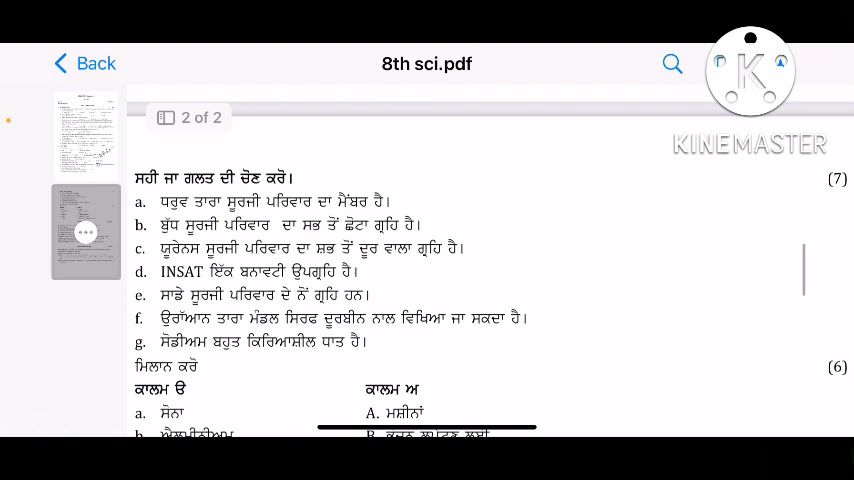 Back
8th sci.pdf
K
KINEMASTER
2 of 2
ਸਹੀ ਜਾ ਗਲਤ ਦੀ ਚੋਣ ਕਰੋ। (7)
a. ਧਰੁਵ ਤਾਰਾ ਸੂਰਜੀ ਪਰਿਵਾਰ ਦਾ ਮੈਂਬਰ ਹੈ।
b. ਬੁੱਧ ਸੂਰਜੀ ਪਰਿਵਾਰ ਦਾ ਸਭ ਤੋਂ ਛੋਟਾ ਗ੍ਰਹਿ ਹੈ।
c. ਯੂਰੇਨਸ ਸੂਰਜੀ ਪਰਿਵਾਰ ਦਾ ਸ਼ਭ ਤੋਂ ਦੂਰ ਵਾਲਾ ਗ੍ਰਹਿ ਹੈ।
d. INSAT ਇੱਕ ਬਨਾਵਟੀ ਉਪਗ੍ਰਹਿ ਹੈ।
e. ਸਾਡੇ ਸੂਰਜੀ ਪਰਿਵਾਰ ਦੇ ਨੌਂ ਗ੍ਰਹਿ ਹਨ।
f. ਉਰਾੱਆਨ ਤਾਰਾ ਮੰਡਲ ਸਿਰਫ ਦੂਰਬੀਨ ਨਾਲ ਵਿਖਿਆ ਜਾ ਸਕਦਾ ਹੈ।
g. ਸੋਡੀਅਮ ਬਹੁਤ ਕਿਰਿਆਸ਼ੀਲ ਧਾਤ ਹੈ।
ਮਿਲਾਨ ਕਰੋ (6)
ਕਾਲਮ ੳ ਕਾਲਮ ਅ
a. ਸੋਨਾ A. ਮਸ਼ੀਨਾਂ
b. ਐਲਮੀਨੀਅਮ B.